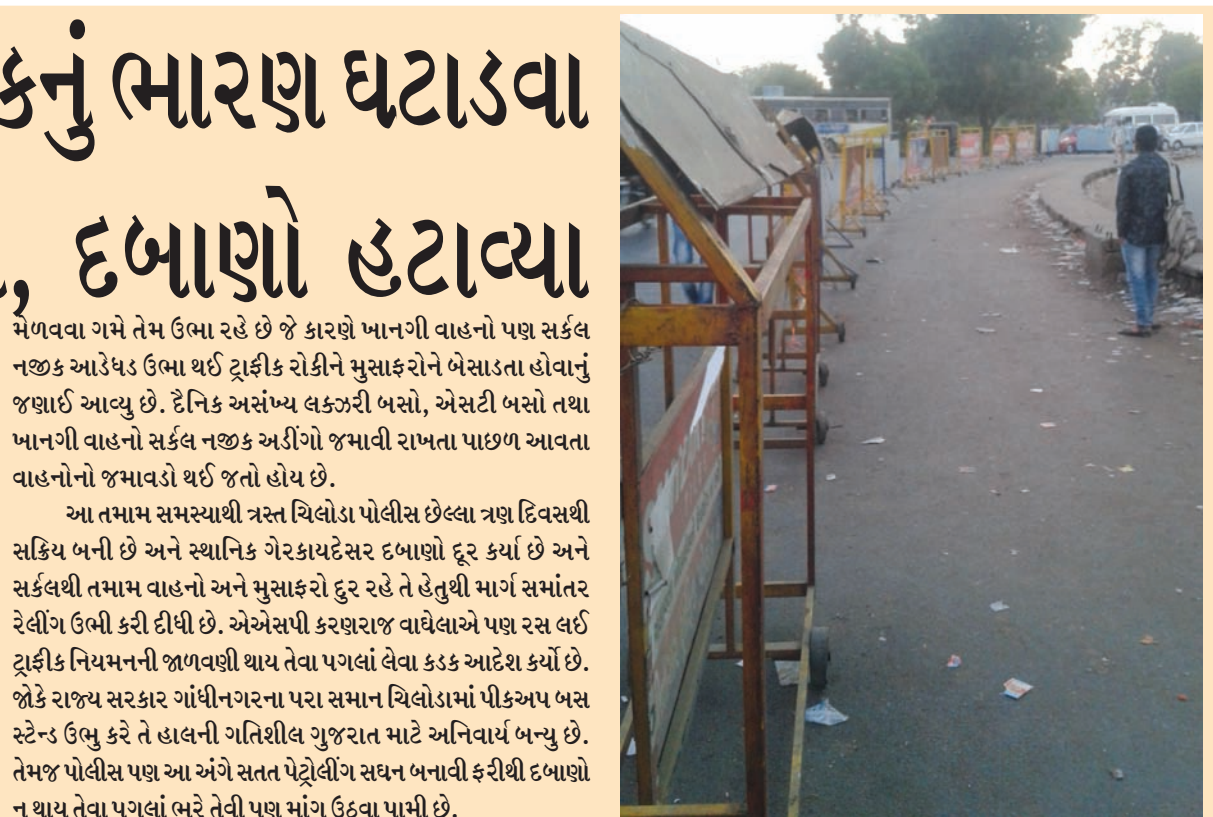 ભારણ ઘટાડવા
દબાણો હટાવ્યા
મેળવવા ગમે તેમ ઉભા રહે છે જે કારણે ખાનગી વાહનો પણ સર્કલ
નજીક આડેધડ ઉભા થઈ ટ્રાફીક રોકીને મુસાફરોને બેસાડતા હોવાનું
જણાઈ આવ્યુ છે. દૈનિક અસંખ્ય લક્ઝરી બસો, એસટી બસો તથા
ખાનગી વાહનો સર્કલ નજીક અડીંગો જમાવી રાખતા પાછળ આવતા
વાહનોનો જમાવડો થઈ જતો હોય છે.
આ તમામ સમસ્યાથી ત્રસ્ત ચિલોડા પોલીસ છેલ્લા ત્રણ દિવસથી
સક્રિય બની છે અને સ્થાનિક ગેરકાયદેસર દબાણો દૂર કર્યા છે અને
સર્કલથી તમામ વાહનો અને મુસાફરો દુર રહે તે હેતુથી માર્ગ સમાંતર
રેલીંગ ઉભી કરી દીધી છે. એએસપી કરણરાજ વાઘેલાએ પણ રસ લઈ
ટ્રાફીક નિયમનની જાળવણી થાય તેવા પગલાં લેવા કડક આદેશ કર્યો છે.
જોકે રાજ્ય સરકાર ગાંધીનગરના પરા સમાન ચિલોડામાં પીકઅપ બસ
સ્ટેન્ડ ઉભુ કરે તે હાલની ગતિશીલ ગુજરાત માટે અનિવાર્ય બન્યુ છે.
તેમજ પોલીસ પણ આ અંગે સતત પેટ્રોલીંગ સઘન બનાવી ફરીથી દબાણો
ન થાય તેવા પગલાં ભરે તેવી પણ માંગ ઉઠવા પામી છે.